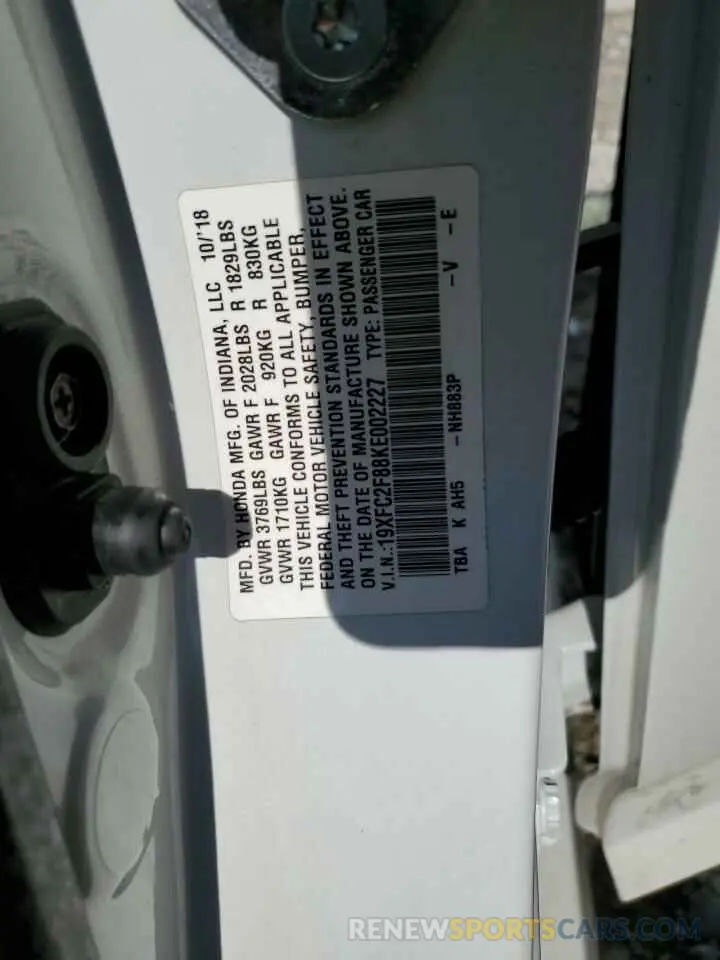 MFD. BY HONDA MFG. OF INDIANA, LLC 10/'18
GVWR 3769LBS GAWR F 2028LBS R 1829LBS
GVWR 1710KG GAWR F 920KG R 830KG
THIS VEHICLE CONFORMS TO ALL APPLICABLE
FEDERAL MOTOR VEHICLE SAFETY, BUMPER,
AND THEFT PREVENTION STANDARDS IN EFFECT
ON THE DATE OF MANUFACTURE SHOWN ABOVE.
V.I.N.:19XFC2F88KE002227 TYPE: PASSENGER CAR
TBA K AH5 -NH883P -V -E
RENEWSPORTSCARS.COM